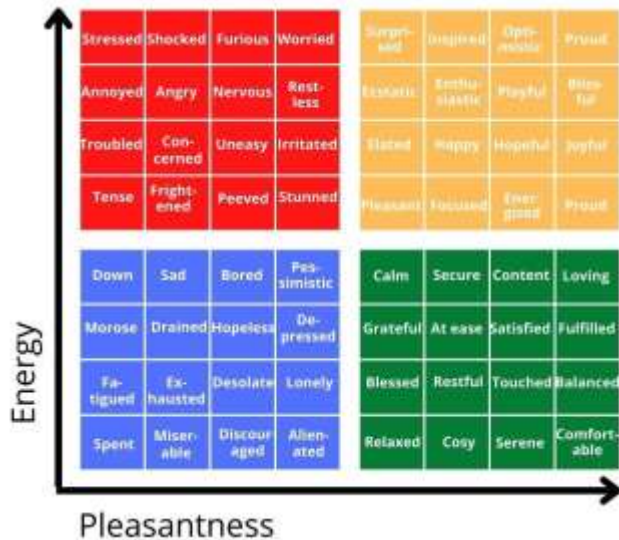 Stressed Shocked Furious Worried
Annoyed Angry Nervous Rest-
less
Troubled Con-
cerned Uneasy Irritated
Tense Fright-
ened Peeved Stunned
Surpri-
sed Inspired Opti-
mistic Proud
Ecstatic Enthu-
siastic Playful Bliss-
ful
Elated Happy Hopeful Joyful
Pleasant Focused Ener-
gised Proud
Down Sad Bored Pes-
simistic
Morose Drained Hopeless De-
pressed
Fa-
tigued Ex-
hausted Desolate Lonely
Spent Miser-
able Discour
aged Alien-
ated
Calm Secure Content Loving
Grateful At ease Satisfied Fulfilled
Blessed Restful Touched Balanced
Relaxed Cosy Serene Comfort-
able
Energy
Pleasantness